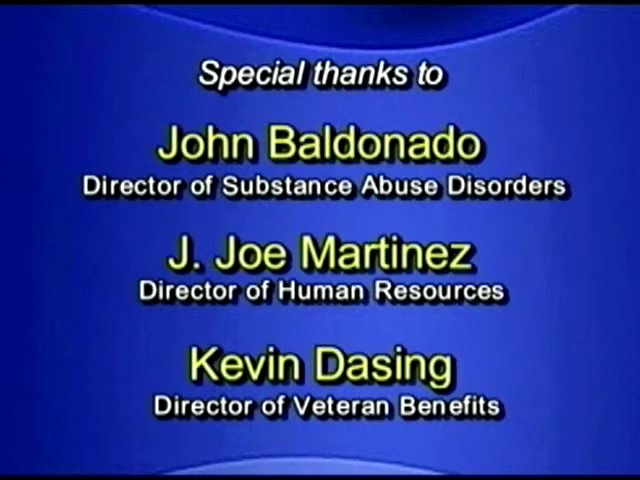 Special thanks to
John Baldonado
Director of Substance Abuse Disorders
J. Joe Martinez
Director of Human Resources
Kevin Dasing
Director of Veteran Benefits